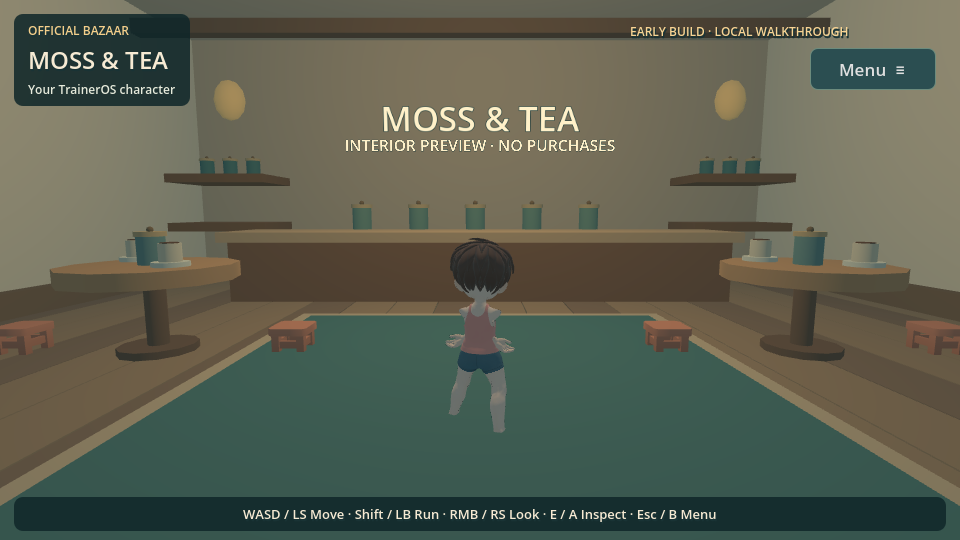 OFFICIAL BAZAAR
MOSS & TEA
Your TrainerOS character
EARLY BUILD · LOCAL WALKTHROUGH
Menu ≡
MOSS & TEA
INTERIOR PREVIEW · NO PURCHASES
WASD / LS Move · Shift / LB Run · RMB / RS Look · E / A Inspect · Esc / B Menu